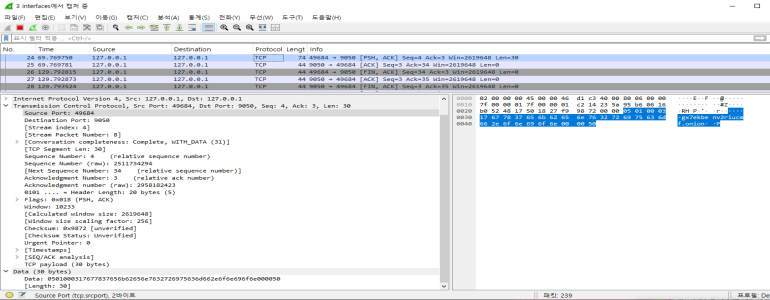 3 interfaces에서 캡처 중
파일(F) 편집(E) 보기(V) 이동(G) 캡처(C) 분석(A) 통계(S) 전화(Y) 무선(W) 도구(T) 도움말(H)
표시 필터 적용 … <Ctrl-/>
No. Time Source Destination Protocol Lengt Info
24 69.769750 127.0.0.1 127.0.0.1 TCP 74 49684 → 9050 [PSH, ACK] Seq=4 Ack=3 Win=2619648 Len=30
25 69.769781 127.0.0.1 127.0.0.1 TCP 44 9050 → 49684 [ACK] Seq=3 Ack=34 Win=2619648 Len=0
26 129.792815 127.0.0.1 127.0.0.1 TCP 44 49684 → 9050 [FIN, ACK] Seq=34 Ack=3 Win=2619648 Len=0
27 129.792873 127.0.0.1 127.0.0.1 TCP 44 9050 → 49684 [ACK] Seq=3 Ack=35 Win=2619648 Len=0
28 129.793524 127.0.0.1 127.0.0.1 TCP 44 9050 → 49684 [FIN, ACK] Seq=3 Ack=35 Win=2619648 Len=0
Internet Protocol Version 4, Src: 127.0.0.1, Dst: 127.0.0.1
Transmission Control Protocol, Src Port: 49684, Dst Port: 9050, Seq: 4, Ack: 3, Len: 30
Source Port: 49684
Destination Port: 9050
[Stream index: 4]
[Stream Packet Number: 8]
[Conversation completeness: Complete, WITH_DATA (31)]
[TCP Segment Len: 30]
Sequence Number: 4 (relative sequence number)
Sequence Number (raw): 2511734294
[Next Sequence Number: 34 (relative sequence number)]
Acknowledgment Number: 3 (relative ack number)
Acknowledgment number (raw): 2958182423
0101 .... = Header Length: 20 bytes (5)
Flags: 0x018 (PSH, ACK)
Window: 10233
[Calculated window size: 2619648]
[Window size scaling factor: 256]
Checksum: 0x9872 [unverified]
[Checksum Status: Unverified]
Urgent Pointer: 0
[Timestamps]
[SEQ/ACK analysis]
TCP payload (30 bytes)
Data (30 bytes)
[Length: 30]
0000 02 00 00 00 45 00 00 46 d1 c3 40 00 80 06 00 00
0010 7f 00 00 01 7f 00 00 01 c2 14 23 5a 95 b6 06 16
0020 b0 52 48 17 50 18 27 f9 98 72 00 00 05 01 00 03
0030 17 67 78 37 65 6b 62 65 6e 76 32 72 69 75 63 6d
0040 66 2e 6f 6e 69 6f 6e 00 50
Source Port (tcp.srcport), 2바이트
패킷: 239
프로필: De